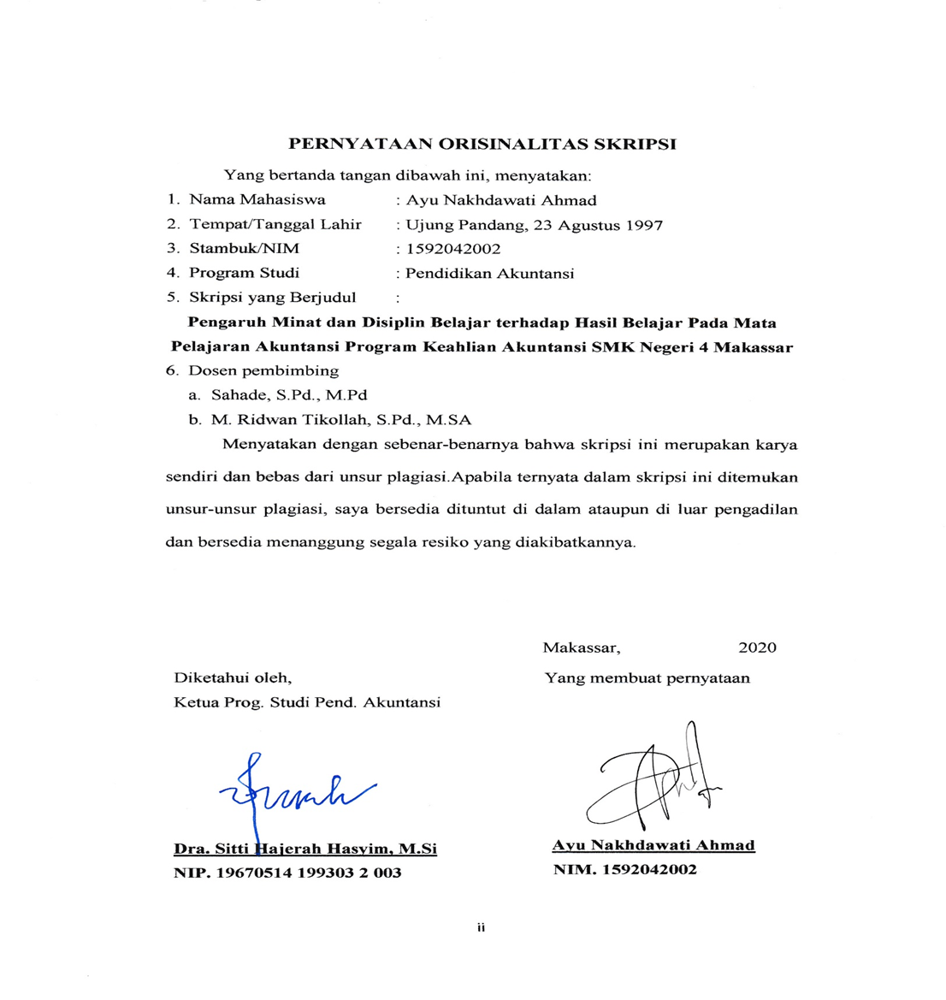 PERNYATAAN ORISINALITAS SKRIPSI
Yang bertanda tangan dibawah ini, menyatakan:
1. Nama Mahasiswa : Ayu Nakhdawati Ahmad
2. Tempat/Tanggal Lahir : Ujung Pandang, 23 Agustus 1997
3. Stambuk/NIM : 1592042002
4. Program Studi : Pendidikan Akuntansi
5. Skripsi yang Berjudul :
Pengaruh Minat dan Disiplin Belajar terhadap Hasil Belajar Pada Mata
Pelajaran Akuntansi Program Keahlian Akuntansi SMK Negeri 4 Makassar
6. Dosen pembimbing
a. Sahade, S.Pd., M.Pd
b. M. Ridwan Tikollah, S.Pd., M.SA
Menyatakan dengan sebenar-benarnya bahwa skripsi ini merupakan karya
sendiri dan bebas dari unsur plagiasi.Apabila ternyata dalam skripsi ini ditemukan
unsur-unsur plagiasi, saya bersedia dituntut di dalam ataupun di luar pengadilan
dan bersedia menanggung segala resiko yang diakibatkannya.
Makassar, 2020
Diketahui oleh, Yang membuat pernyataan
Ketua Prog. Studi Pend. Akuntansi
Dra. Sitti Hajerah Hasyim, M.Si Ayu Nakhdawati Ahmad
NIP. 19670514 199303 2 003 NIM. 1592042002
ii